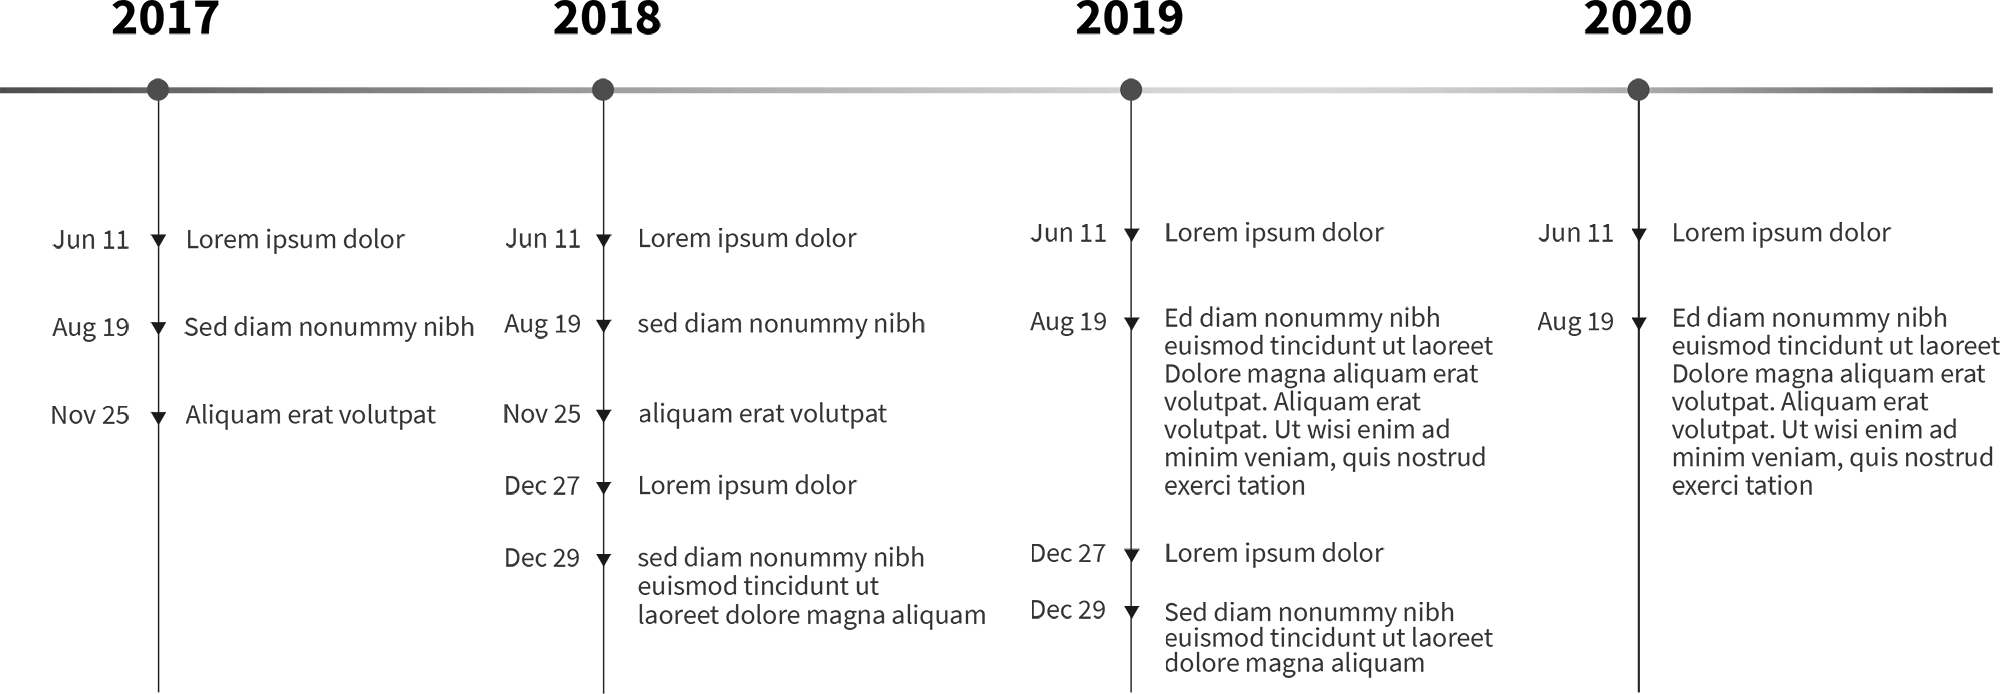 2017
Jun 11 Lorem ipsum dolor
Aug 19 Sed diam nonummy nibh
Nov 25 Aliquam erat volutpat
2018
Jun 11 Lorem ipsum dolor
Aug 19 sed diam nonummy nibh
Nov 25 aliquam erat volutpat
Dec 27 Lorem ipsum dolor
Dec 29 sed diam nonummy nibh
euismod tincidunt ut
laoreet dolore magna aliquam
2019
Jun 11 Lorem ipsum dolor
Aug 19 Ed diam nonummy nibh
euismod tincidunt ut laoreet
Dolore magna aliquam erat
volutpat. Aliquam erat
volutpat. Ut wisi enim ad
minim veniam, quis nostrud
exerci tation
Dec 27 Lorem ipsum dolor
Dec 29 Sed diam nonummy nibh
euismod tincidunt ut laoreet
dolore magna aliquam
2020
Jun 11 Lorem ipsum dolor
Aug 19 Ed diam nonummy nibh
euismod tincidunt ut laoreet
Dolore magna aliquam erat
volutpat. Aliquam erat
volutpat. Ut wisi enim ad
minim veniam, quis nostrud
exerci tation